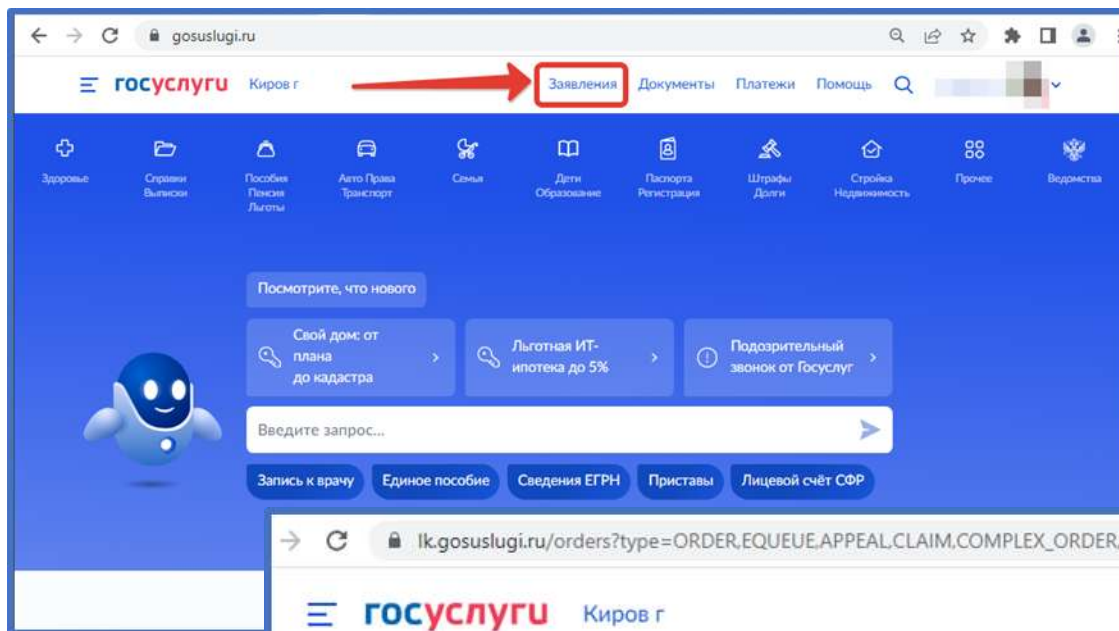 gosuslugi.ru
госуслуги Киров г Заявления Документы Платежи Помощь
Здоровье
Справки
Выписки
Пособия
Пенсия
Льготы
Авто Права
Транспорт
Семья
Дети
Образование
Паспорта
Регистрация
Штрафы
Долги
Стройка
Недвижимость
Прочее
Ведомства
Посмотрите, что нового
Свой дом: от
плана
до кадастра
Льготная ИТ-
ипотека до 5%
Подозрительный
звонок от Госуслуг
Введите запрос...
Запись к врачу Единое пособие Сведения ЕГРН Приставы Лицевой счёт СФР
lk.gosuslugi.ru/orders?type=ORDER,EQUEUE,APPEAL,CLAIM,COMPLEX_ORDER,
госуслуги Киров г